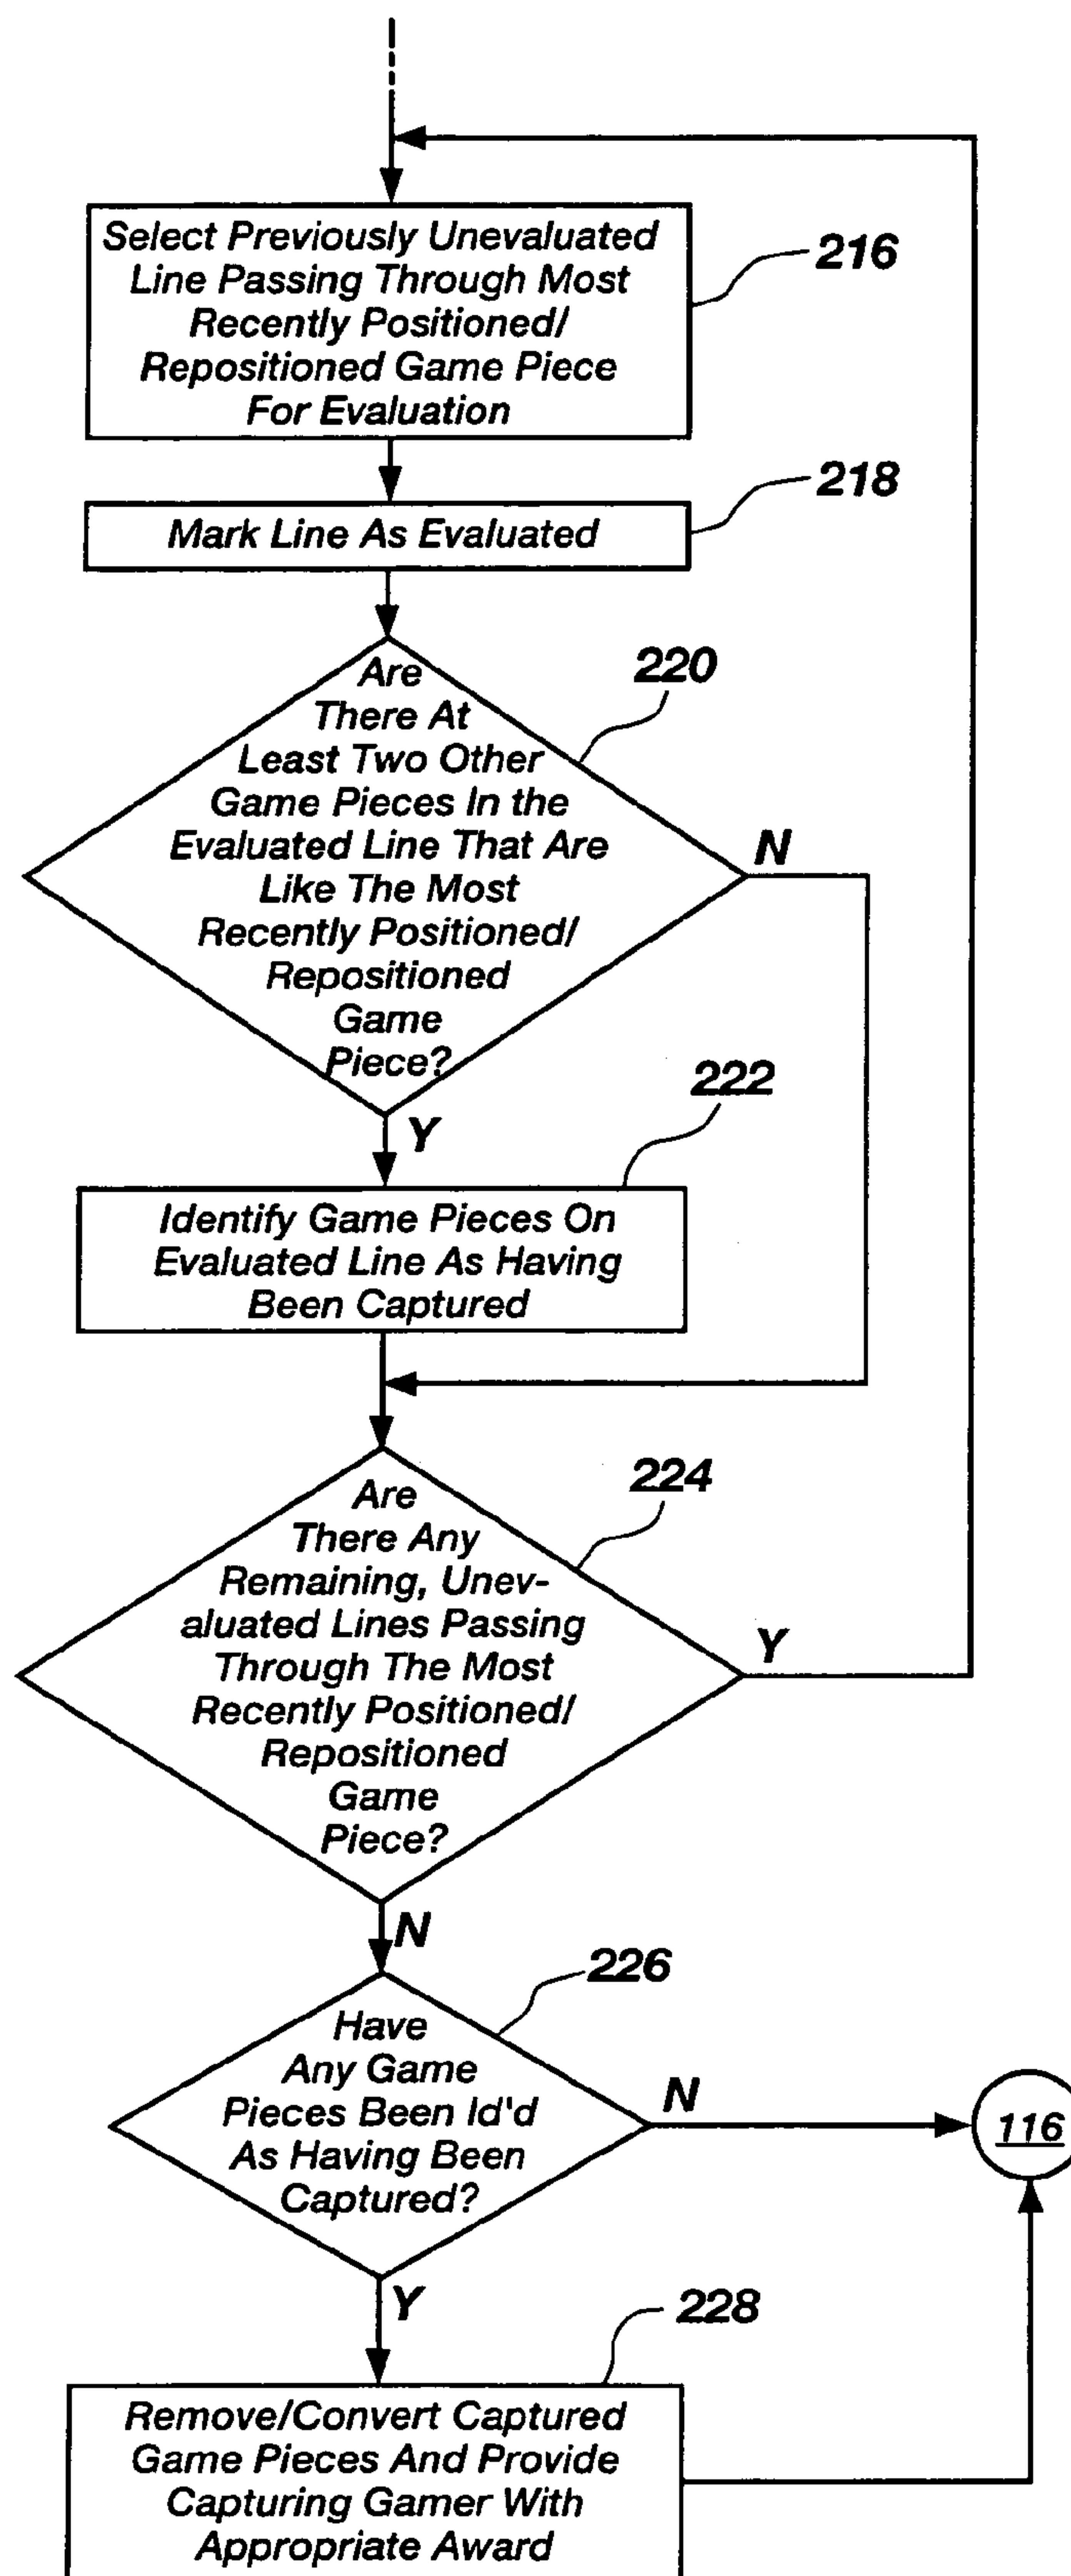 Select Previously Unevaluated
Line Passing Through Most
Recently Positioned/
Repositioned Game Piece
For Evaluation
216
Mark Line As Evaluated
218
Are
There At
Least Two Other
Game Pieces In the
Evaluated Line That Are
Like The Most
Recently Positioned/
Repositioned
Game
Piece?
220
N
Y
222
Identify Game Pieces On
Evaluated Line As Having
Been Captured
Are
There Any
Remaining, Unev-
aluated Lines Passing
Through The Most
Recently Positioned/
Repositioned
Game
Piece?
224
Y
N
226
Have
Any Game
Pieces Been Id'd
As Having Been
Captured?
N
116
Y
228
Remove/Convert Captured
Game Pieces And Provide
Capturing Gamer With
Appropriate Award